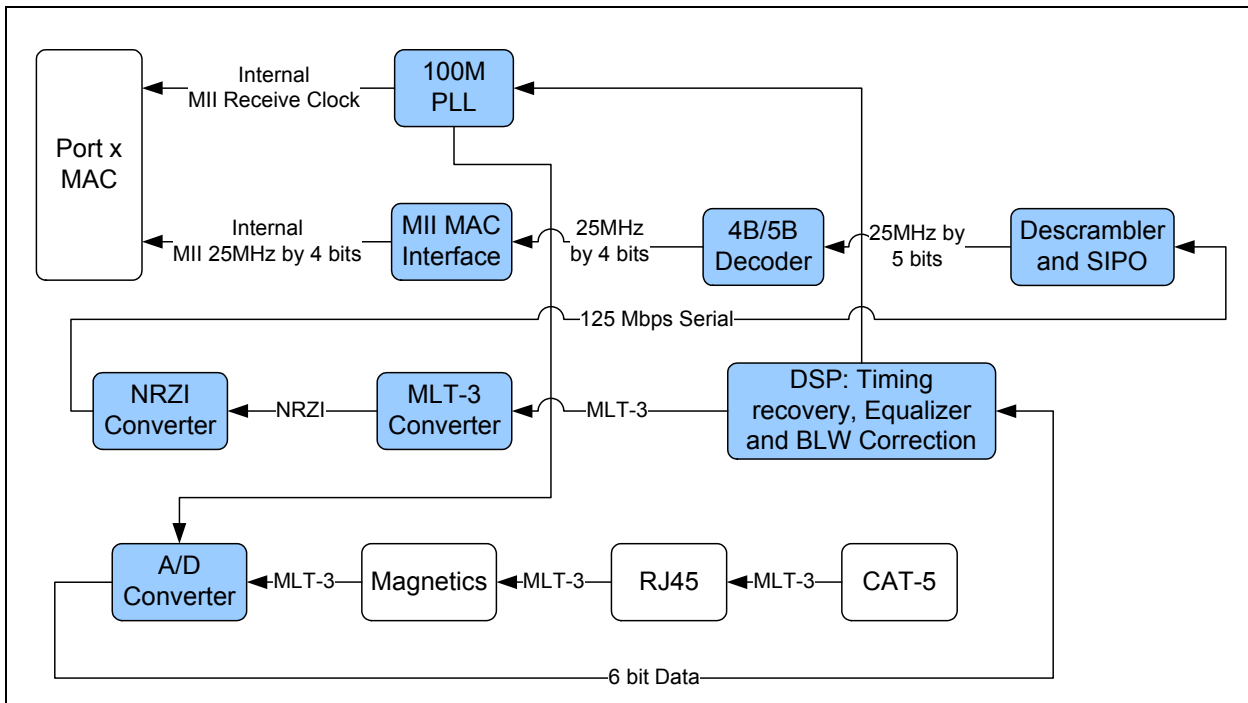 Port x
MAC
Internal
MII Receive Clock
100M
PLL
Internal
MII 25MHz by 4 bits
MII MAC
Interface
25MHz
by 4 bits
4B/5B
Decoder
25MHz by
5 bits
Descrambler
and SIPO
125 Mbps Serial
NRZI
Converter
NRZI
MLT-3
Converter
MLT-3
DSP: Timing
recovery, Equalizer
and BLW Correction
A/D
Converter
MLT-3
Magnetics
MLT-3
RJ45
MLT-3
CAT-5
6 bit Data